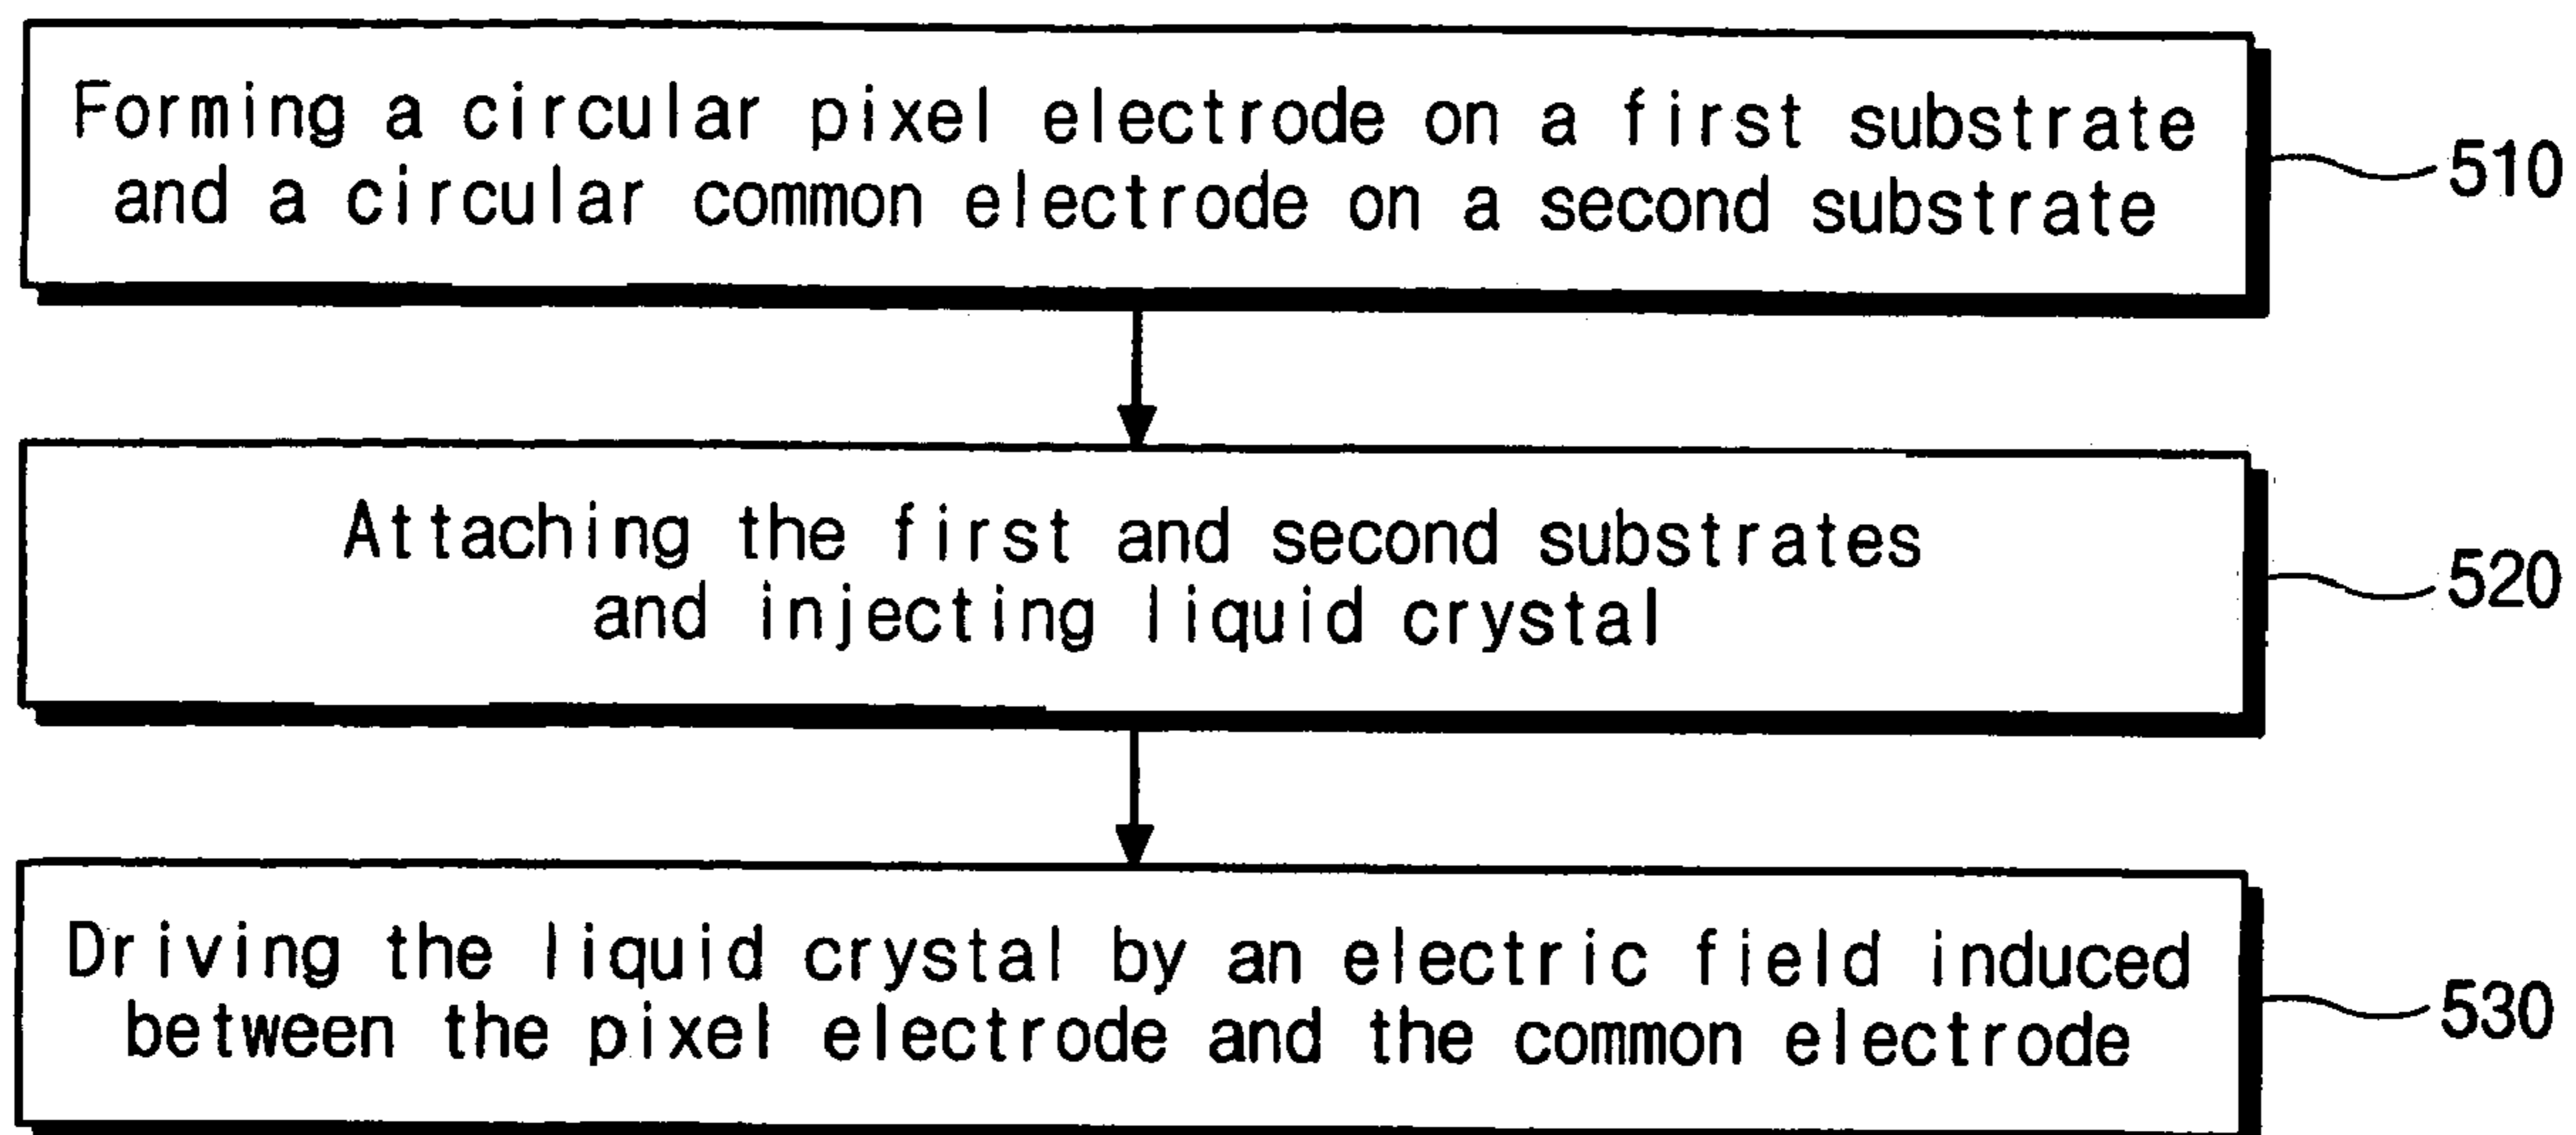 Forming a circular pixel electrode on a first substrate
and a circular common electrode on a second substrate
510
Attaching the first and second substrates
and injecting liquid crystal
520
Driving the liquid crystal by an electric field induced
between the pixel electrode and the common electrode
530